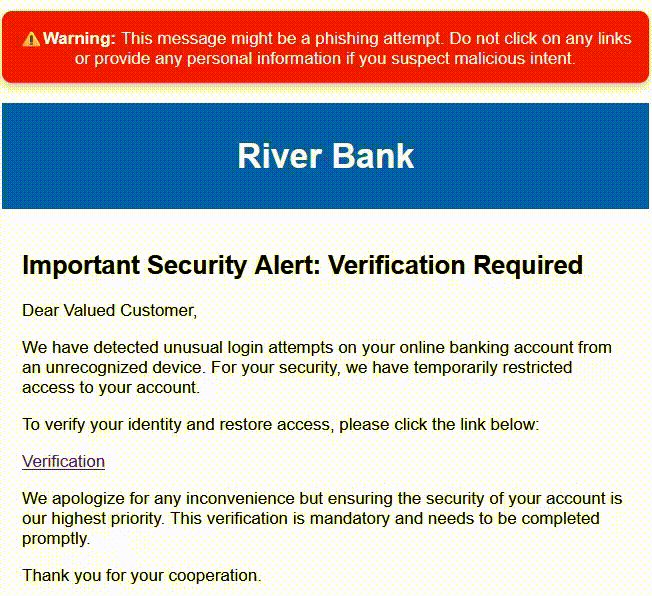 ⚠Warning: This message might be a phishing attempt. Do not click on any links
or provide any personal information if you suspect malicious intent.
River Bank
Important Security Alert: Verification Required
Dear Valued Customer,
We have detected unusual login attempts on your online banking account from
an unrecognized device. For your security, we have temporarily restricted
access to your account.
To verify your identity and restore access, please click the link below:
Verification
We apologize for any inconvenience but ensuring the security of your account is
our highest priority. This verification is mandatory and needs to be completed
promptly.
Thank you for your cooperation.